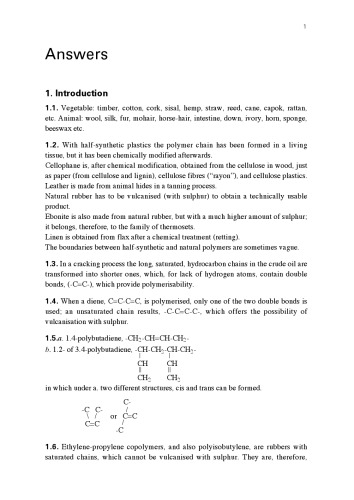 1
Answers
1. Introduction
1.1. Vegetable: timber, cotton, cork, sisal, hemp, straw, reed, cane, capok, rattan,
etc. Animal: wool, silk, fur, mohair, horse-hair, intestine, down, ivory, horn, sponge,
beeswax etc.
1.2. With half-synthetic plastics the polymer chain has been formed in a living
tissue, but it has been chemically modified afterwards.
Cellophane is, after chemical modification, obtained from the cellulose in wood, just
as paper (from cellulose and lignin), cellulose fibres (“rayon”), and cellulose plastics.
Leather is made from animal hides in a tanning process.
Natural rubber has to be vulcanised (with sulphur) to obtain a technically usable
product.
Ebonite is also made from natural rubber, but with a much higher amount of sulphur;
it belongs, therefore, to the family of thermosets.
Linen is obtained from flax after a chemical treatment (retting).
The boundaries between half-synthetic and natural polymers are sometimes vague.
1.3. In a cracking process the long, saturated, hydrocarbon chains in the crude oil are
transformed into shorter ones, which, for lack of hydrogen atoms, contain double
bonds, (-C=C-), which provide polymerisability.
1.4. When a diene, C=C-C=C, is polymerised, only one of the two double bonds is
used; an unsaturated chain results, -C-C=C-C-, which offers the possibility of
vulcanisation with sulphur.
1.5.a. 1.4-polybutadiene, -CH2-CH=CH-CH2-
b. 1.2- of 3.4-polybutadiene, -CH-CH2-CH-CH2-
CH CH
CH2 CH2
in which under a. two different structures, cis and trans can be formed.
C-
-C C- /
\ / or C=C
C=C /
-C
1.6. Ethylene-propylene copolymers, and also polyisobutylene, are rubbers with
saturated chains, which cannot be vulcanised with sulphur. They are, therefore,